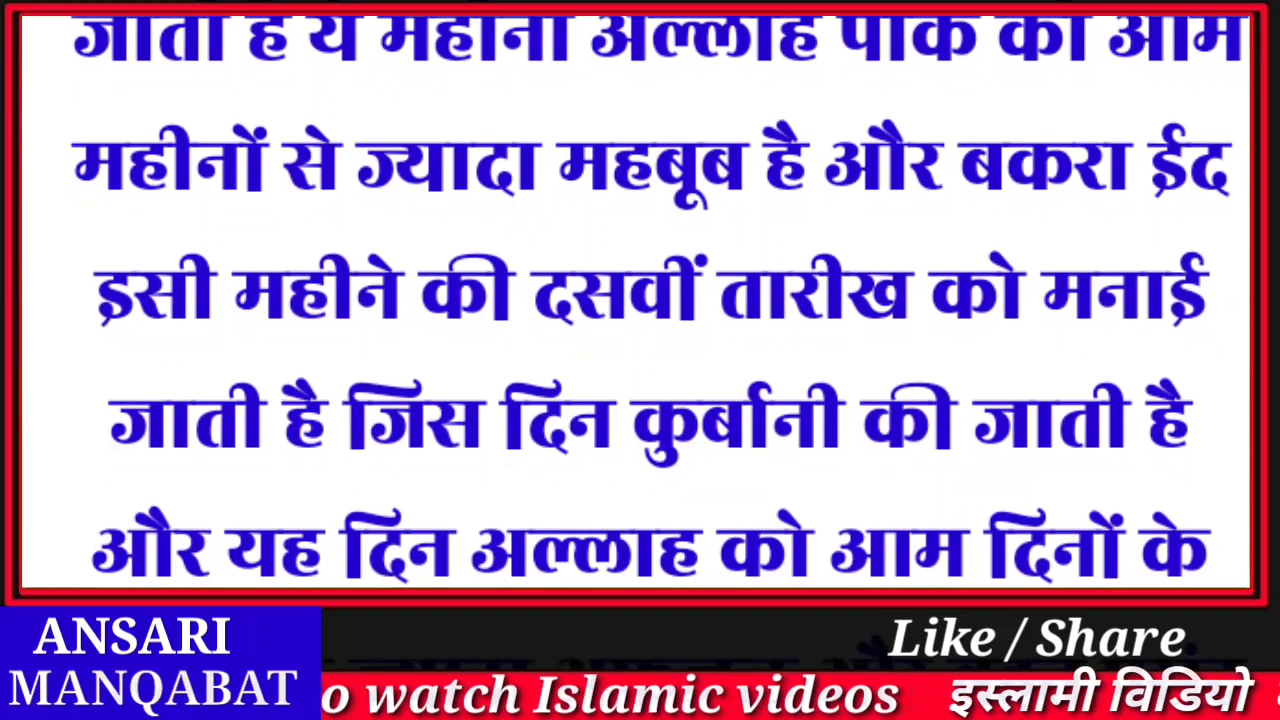 जाती है ये महीना अल्लाह पाक को आम
महीनों से ज्यादा महबूब है और बकरा ईद
इसी महीने की दसवीं तारीख को मनाई
जाती है जिस दिन कुर्बानी की जाती है
और यह दिन अल्लाह को आम दिनों के
ANSARI
MANQABAT
Like / Share
o watch Islamic videos इस्लामी विडियो